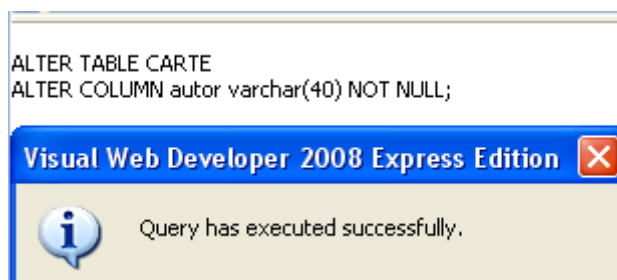 ALTER TABLE CARTE
ALTER COLUMN autor varchar(40) NOT NULL;
Visual Web Developer 2008 Express Edition
Query has executed successfully.